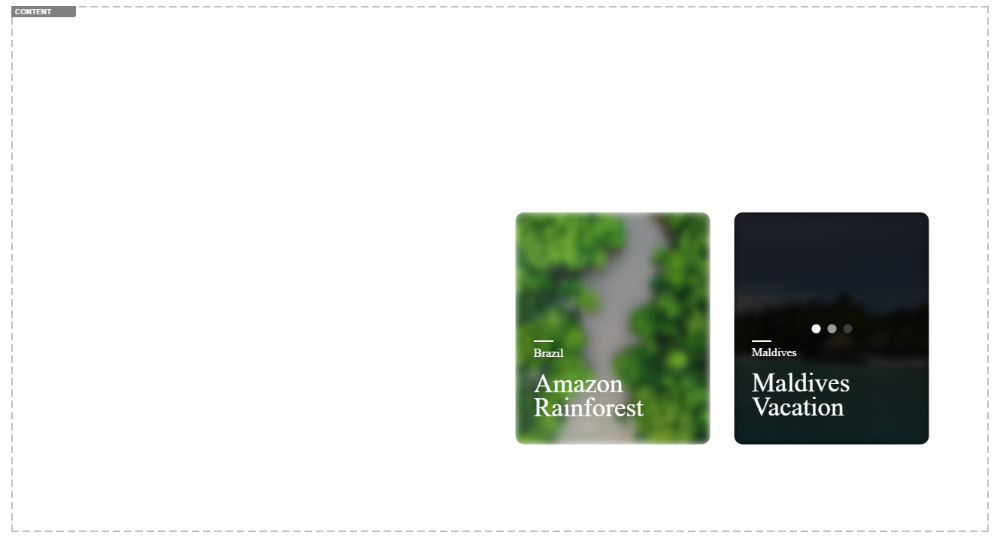 CONTENT
Brazil
Amazon
Rainforest
Maldives
Maldives
Vacation